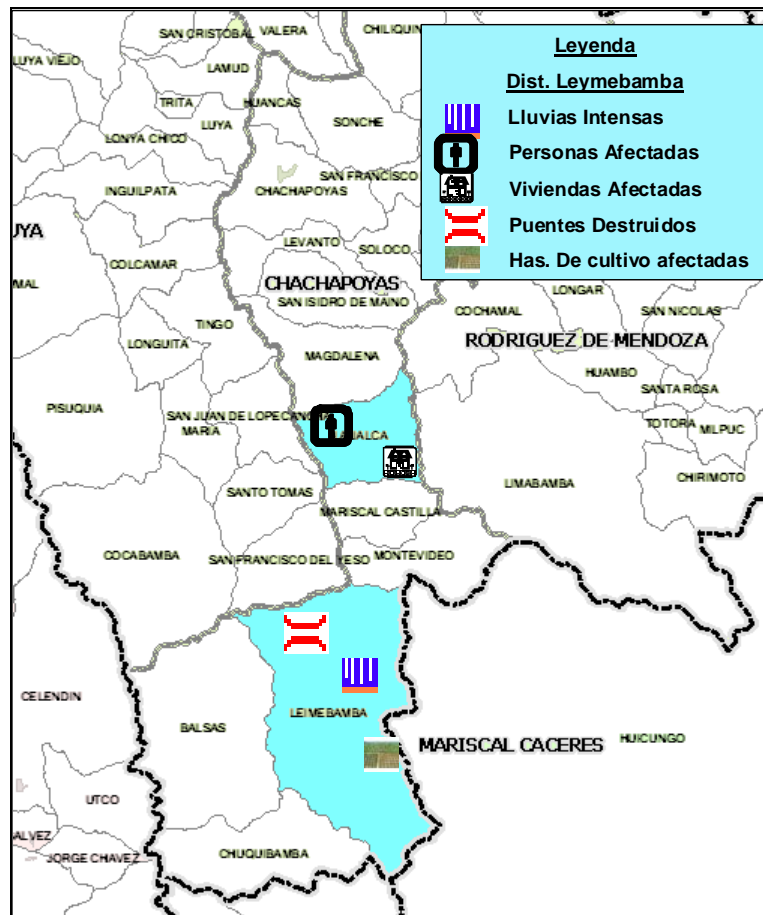 SAN CRISTOBAL
VALERA
CHILIQUIN
LUYA VIEJO
LAMUD
TRITA
HUANCAS
LUYA
SONCHE
LONYA CHICO
SAN FRANCISCO
INGUILPATA
CHACHAPOYAS
LEVANTO
SOLOCO
COLCAMAR
CHACHAPOYAS
SAN ISIDRO DE MAINO
TINGO
LONGUITA
MAGDALENA
COCHAMAL
LONGAR
SAN NICOLAS
RODRIGUEZ DE MENDOZA
HUAMBO
SANTA ROSA
TOTORA
MILPUC
CHIRIMOTO
LIMABAMBA
PISUQUIA
SAN JUAN DE LOPECANCHA
MARIA
SANTO TOMAS
MARISCAL CASTILLA
COCABAMBA
SAN FRANCISCO DEL YESO
MONTEVIDEO
CELENDIN
BALSAS
LEIMEBAMBA
MARISCAL CACERES
HUICUNGO
UTCO
JORGE CHAVEZ
CHUQUIBAMBA
Leyenda
Dist. Leymebamba
Lluvias Intensas
Personas Afectadas
Viviendas Afectadas
Puentes Destruidos
Has. De cultivo afectadas